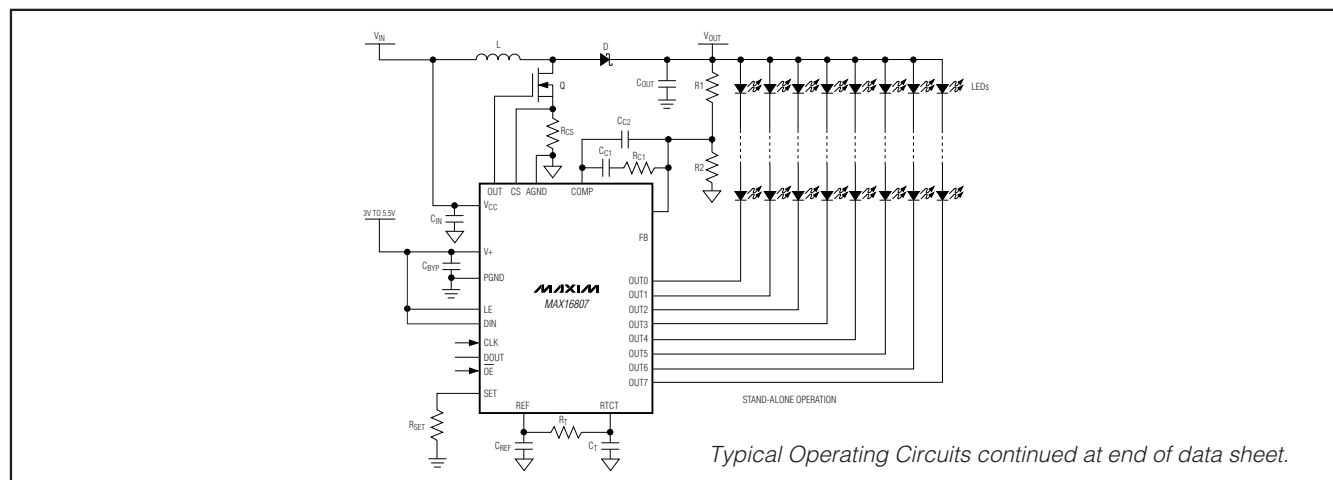 VIN
L
D
VOUT
Q
COUT
R1
LEDs
RCS
CC2
CC1
RC1
R2
OUT
CS
AGND
COMP
VCC
CIN
3V TO 5.5V
FB
V+
CBYP
PGND
MAXIM
MAX16807
OUT0
OUT1
LE
OUT2
DIN
OUT3
CLK
OUT4
DOUT
OUT5
OE
OUT6
OUT7
SET
STAND-ALONE OPERATION
REF
RTCT
RSET
RT
CREF
CT
Typical Operating Circuits continued at end of data sheet.